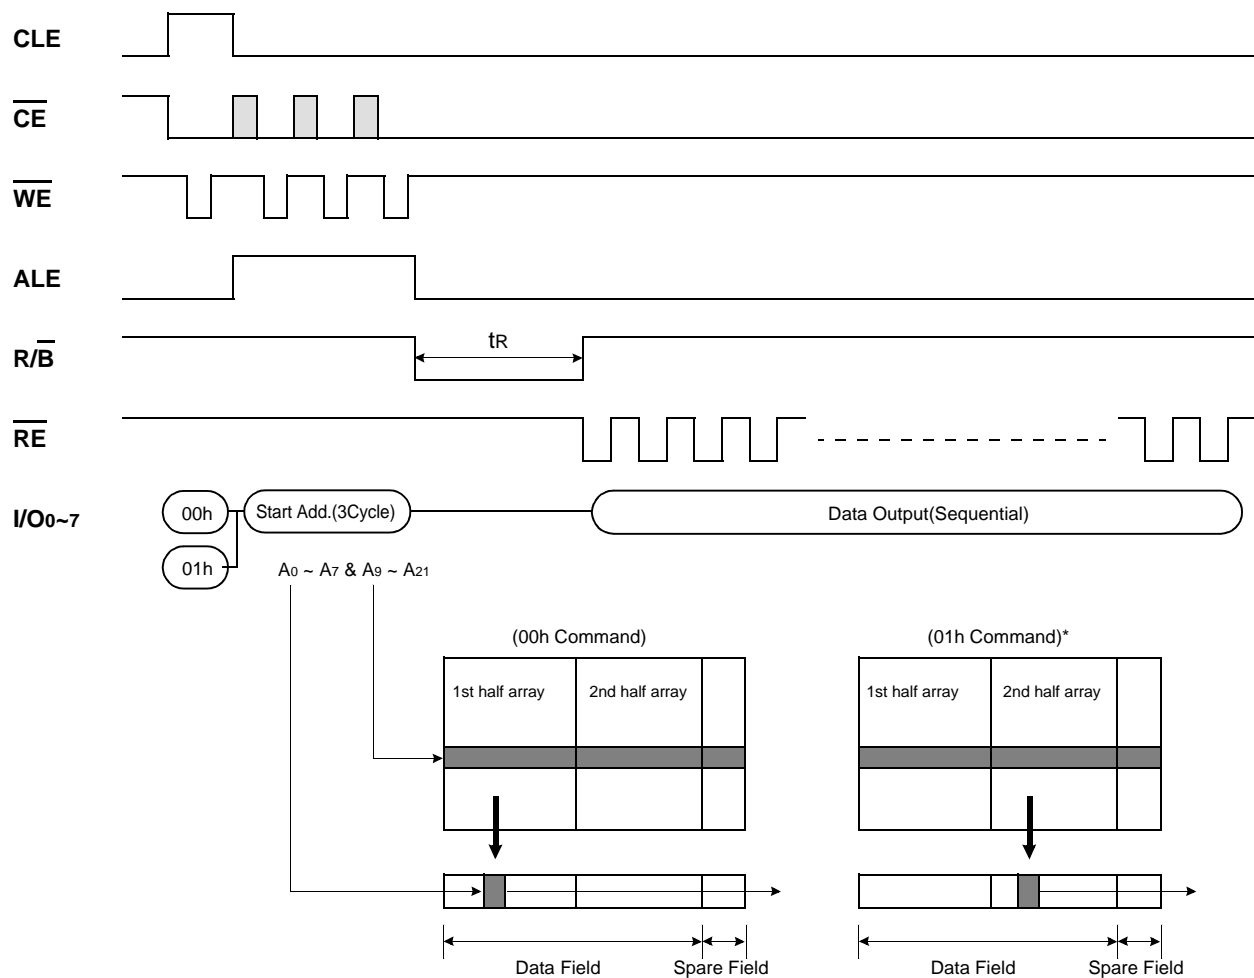 CLE
CE
WE
ALE
R/B
tR
RE
I/O0~7
00h
Start Add.(3Cycle)
Data Output(Sequential)
01h
A0 ~ A7 & A9 ~ A21
(00h Command)
(01h Command)*
1st half array
2nd half array
1st half array
2nd half array
Data Field
Spare Field
Data Field
Spare Field